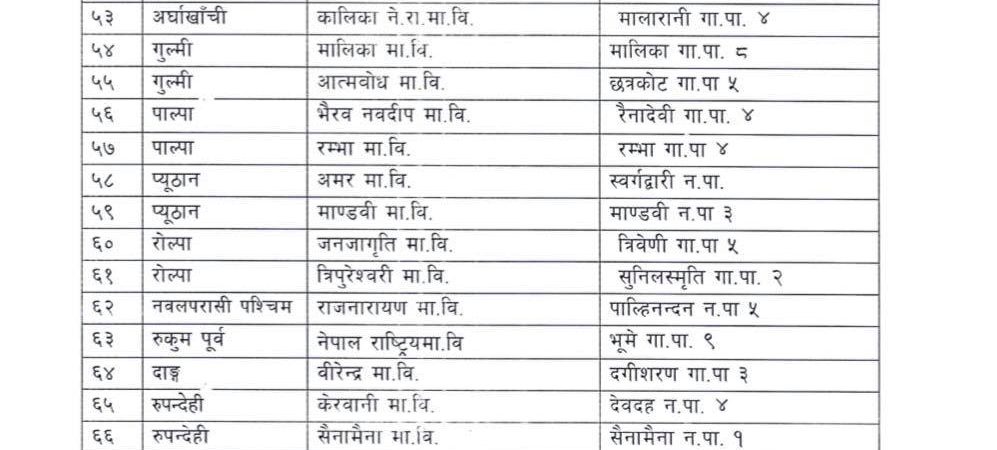 ५३ अर्घाखाँची कालिका ने.रा.मा.वि. मालारानी गा.पा. ४
५४ गुल्मी मालिका मा.वि. मालिका गा.पा. ८
५५ गुल्मी आत्मवोध मा.वि. छत्रकोट गा.पा ५
५६ पाल्पा भैरव नवदीप मा.वि. रैनादेवी गा.पा. ४
५७ पाल्पा रम्भा मा.वि. रम्भा गा.पा ४
५८ प्यूठान अमर मा.वि. स्वर्गद्वारी न.पा.
५९ प्यूठान माण्डवी मा.वि. माण्डवी न.पा ३
६० रोल्पा जनजागृति मा.वि. त्रिवेणी गा.पा ५
६१ रोल्पा त्रिपुरेश्वरी मा.वि. सुनिलस्मृति गा.पा. २
६२ नवलपरासी पश्चिम राजनारायण मा.वि. पाल्हिनन्दन न.पा ५
६३ रुकुम पूर्व नेपाल राष्ट्रियमा.वि भूमे गा.पा. ९
६४ दाङ्ग वीरेन्द्र मा.वि. दगीशरण गा.पा ३
६५ रुपन्देही केरवानी मा.वि. देवदह न.पा. ४
६६ रुपन्देही सैनामैना मा.वि. सैनामैना न.पा. १